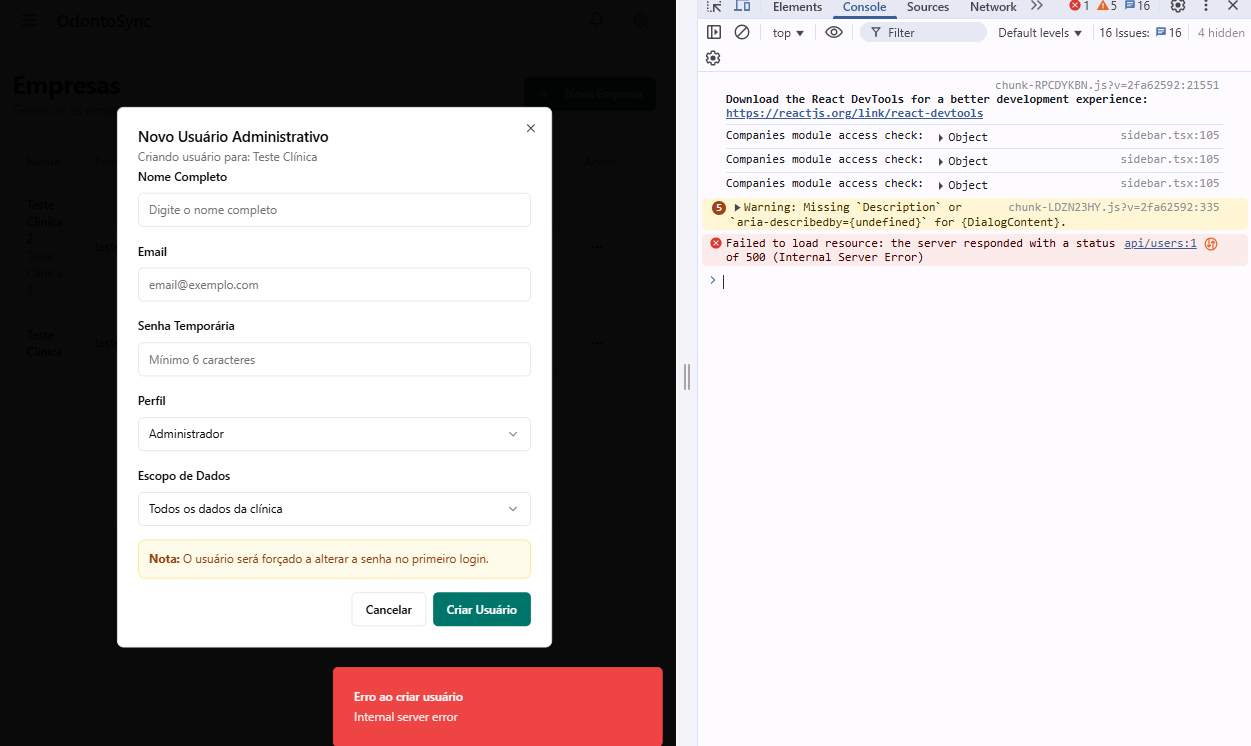 OdontoSync
Empresas
Nova Empresa
Teste
Clínica
2
Teste
Clínica
2
Teste
Clínica
Novo Usuário Administrativo
Criando usuário para: Teste Clínica
Nome Completo
Digite o nome completo
Email
email@exemplo.com
Senha Temporária
Mínimo 6 caracteres
Perfil
Administrador
Escopo de Dados
Todos os dados da clínica
Nota: O usuário será forçado a alterar a senha no primeiro login.
Cancelar
Criar Usuário
Erro ao criar usuário
Internal server error
Elements Console Sources Network 1 5 16
top Filter Default levels 16 Issues: 16 4 hidden
chunk-RPCDYKBN.js?v=2fa62592:21551
Download the React DevTools for a better development experience:
https://reactjs.org/link/react-devtools
Companies module access check: Object sidebar.tsx:105
Companies module access check: Object sidebar.tsx:105
Companies module access check: Object sidebar.tsx:105
5 Warning: Missing `Description` or chunk-LDZN23HY.js?v=2fa62592:335
`aria-describedby={undefined}` for {DialogContent}.
Failed to load resource: the server responded with a status api/users:1
of 500 (Internal Server Error)